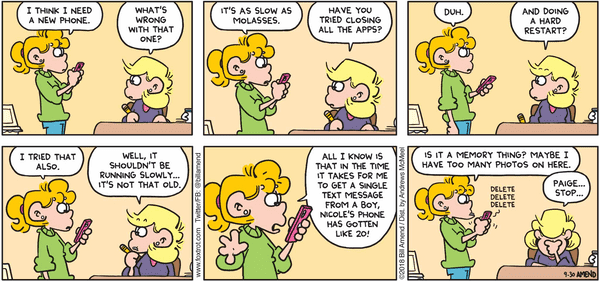 I THINK I NEED
A NEW PHONE.
WHAT'S
WRONG
WITH THAT
ONE?
IT'S AS SLOW AS
MOLASSES.
HAVE YOU
TRIED CLOSING
ALL THE APPS?
DUH.
AND DOING
A HARD
RESTART?
I TRIED THAT
ALSO.
WELL, IT
SHOULDN'T BE
RUNNING SLOWLY...
IT'S NOT THAT OLD.
www.foxtrot.com Twitter/FB: @billamend
ALL I KNOW IS
THAT IN THE TIME
IT TAKES FOR ME
TO GET A SINGLE
TEXT MESSAGE
FROM A BOY,
NICOLE'S PHONE
HAS GOTTEN
LIKE 20!
©2018 Bill Amend / Dist. by Andrews McMeel
IS IT A MEMORY THING? MAYBE I
HAVE TOO MANY PHOTOS ON HERE.
DELETE
DELETE
DELETE
PAIGE...
STOP...
9-30 AMEND